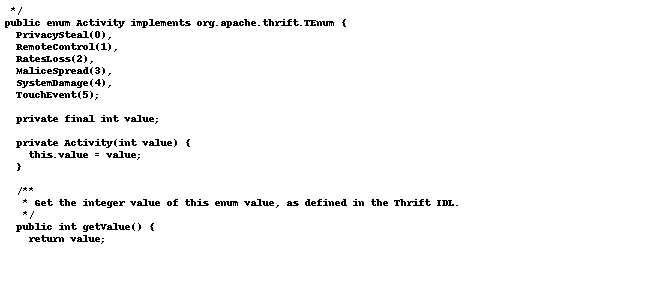 */
public enum Activity implements org.apache.thrift.TEnum {
  PrivacySteal(0),
  RemoteControl(1),
  RatesLoss(2),
  MaliceSpread(3),
  SystemDamage(4),
  TouchEvent(5);

  private final int value;

  private Activity(int value) {
    this.value = value;
  }

  /**
   * Get the integer value of this enum value, as defined in the Thrift IDL.
   */
  public int getValue() {
    return value;